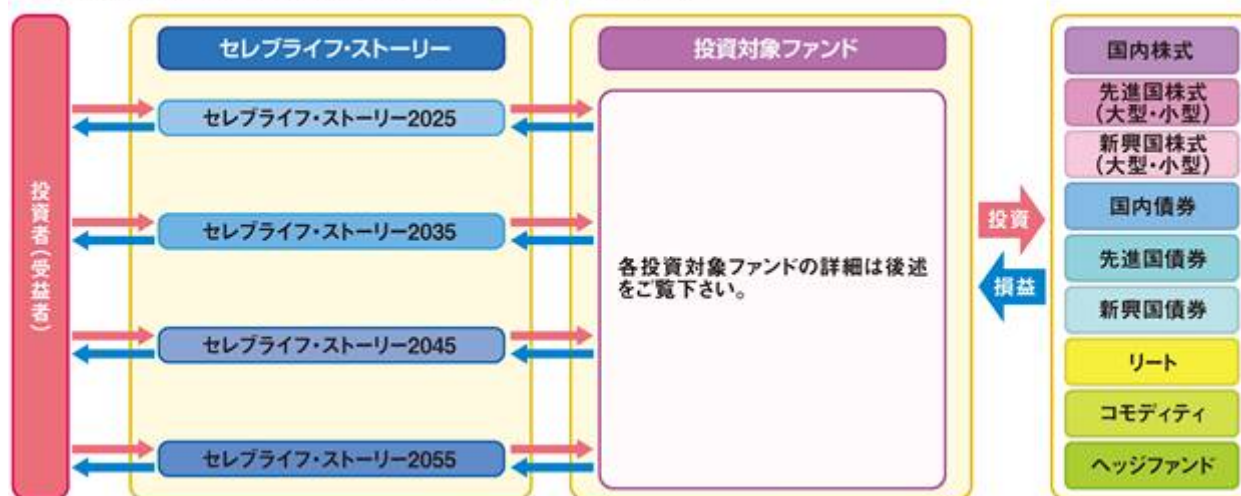 投資者(受益者)
セレブライフ・ストーリー
セレブライフ・ストーリー2025
セレブライフ・ストーリー2035
セレブライフ・ストーリー2045
セレブライフ・ストーリー2055
投資対象ファンド
各投資対象ファンドの詳細は後述
をご覧下さい。
投資
損益
国内株式
先進国株式
(大型・小型)
新興国株式
(大型・小型)
国内債券
先進国債券
新興国債券
リート
コモディティ
ヘッジファンド